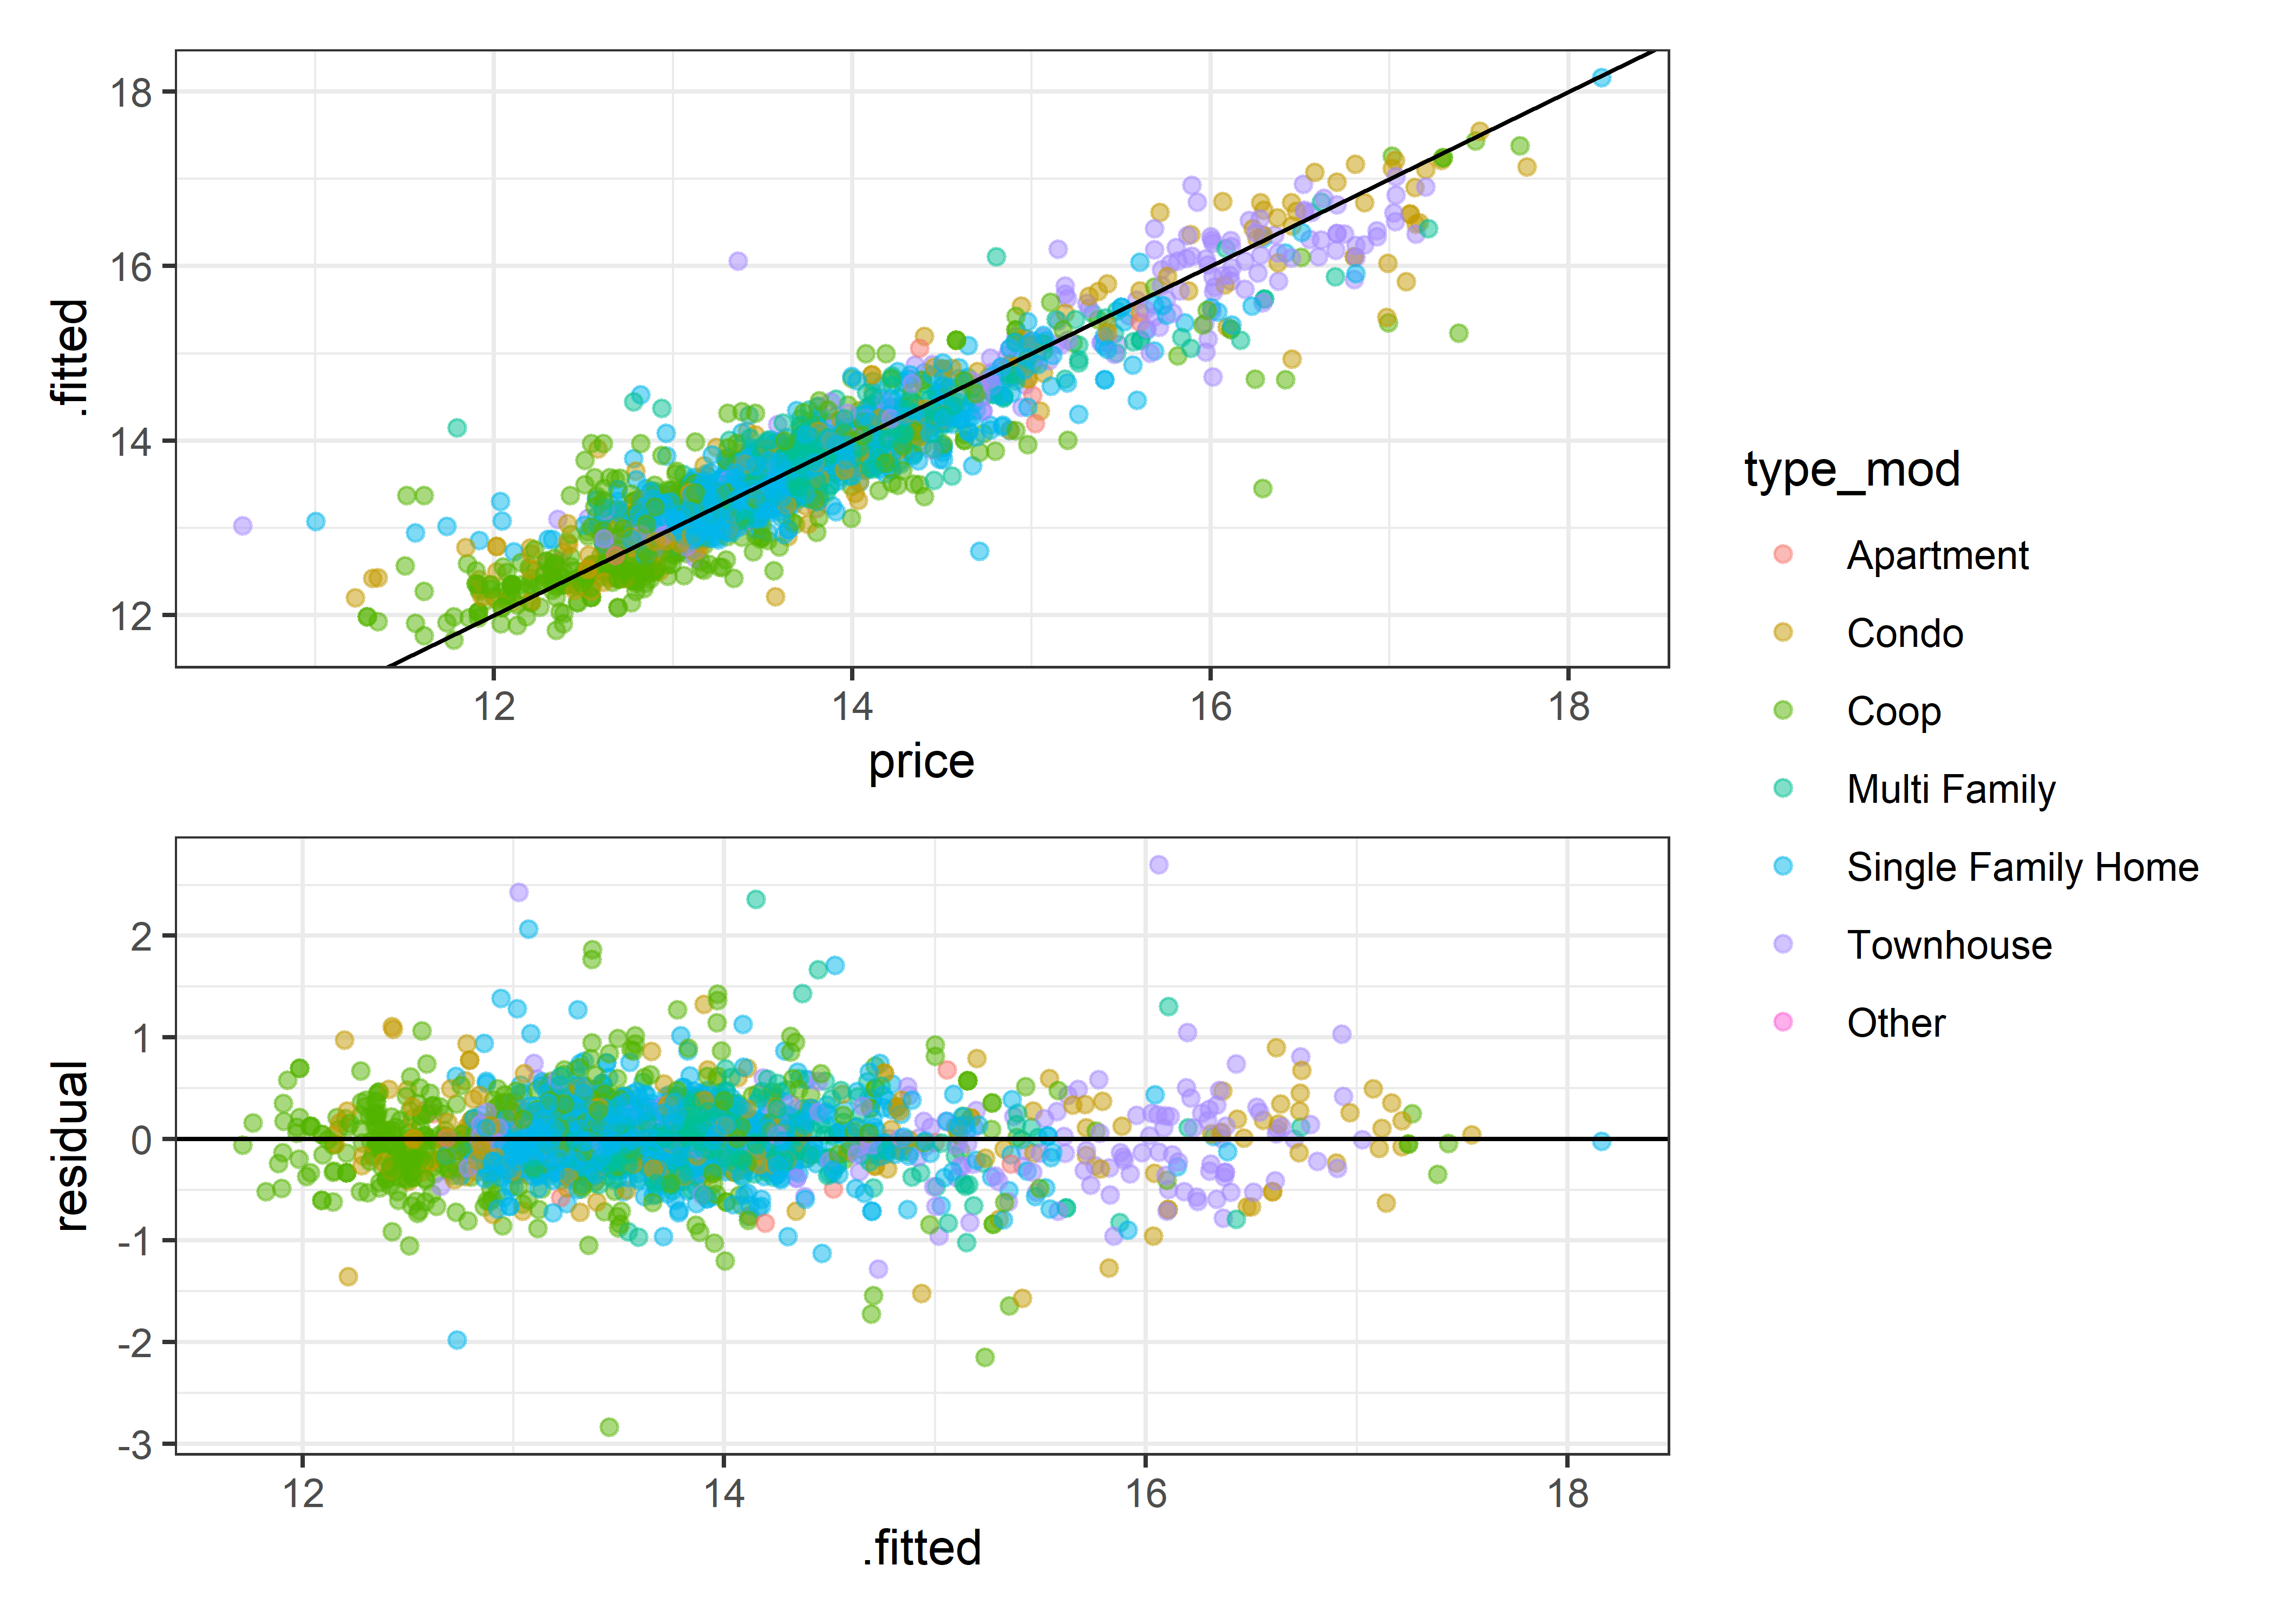 18
16
14
12
.fitted
12
14
16
18
price
2
1
0
-1
-2
-3
residual
12
14
16
18
.fitted
type_mod
Apartment
Condo
Coop
Multi Family
Single Family Home
Townhouse
Other